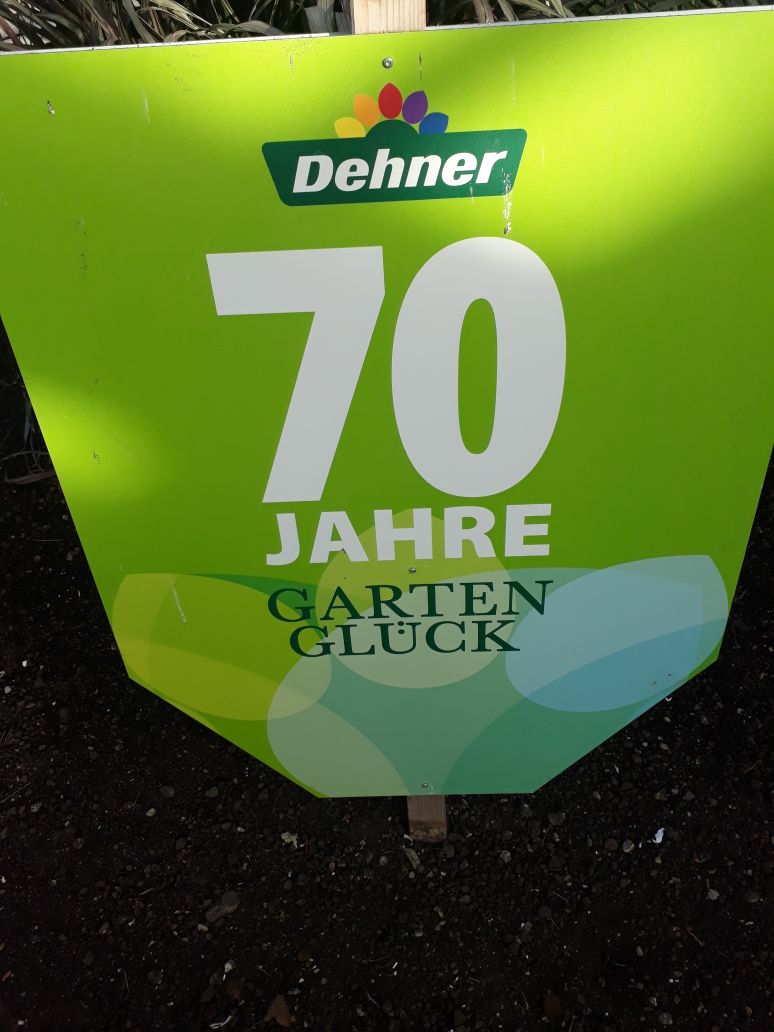 Dehner
70
JAHRE
GARTEN
GLÜCK